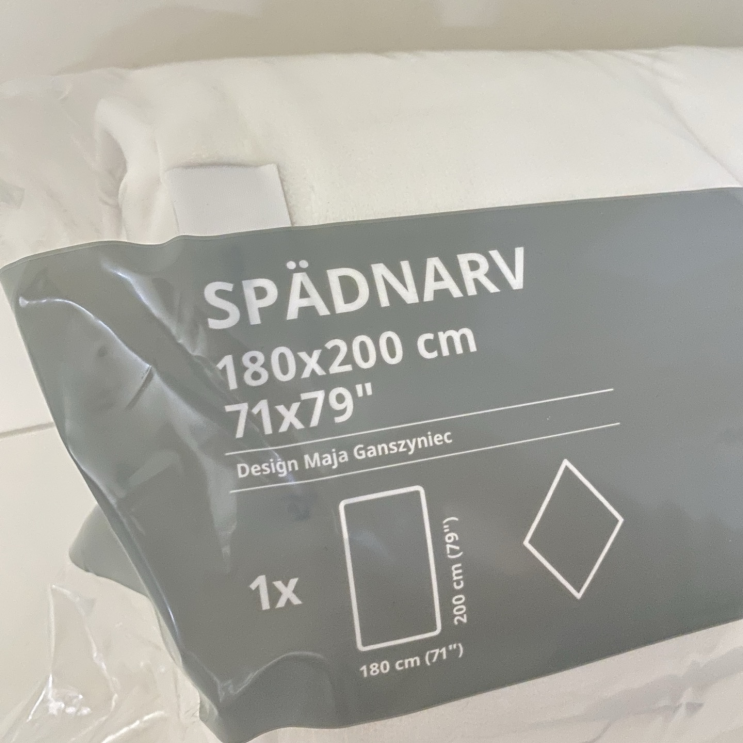 SPÄDNARV
180x200 cm
71x79"
Design Maja Ganszyniec
1x
200 cm (79")
180 cm (71")